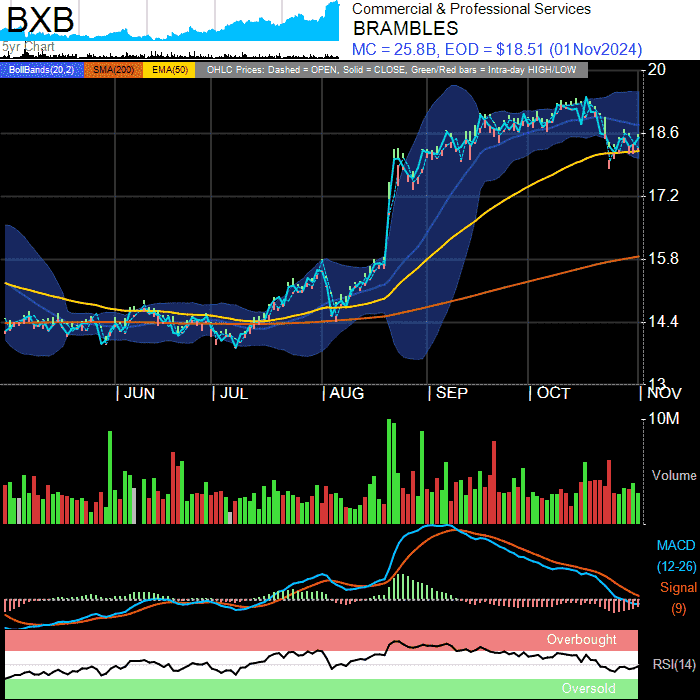 BXB
5yr Chart
Commercial & Professional Services
BRAMBLES
MC = 25.8B, EOD = $18.51 (01Nov2024)
BollBands(20,2) SMA(200) EMA(50) OHLC Prices: Dashed = OPEN, Solid = CLOSE, Green/Red bars = Intra-day HIGH/LOW
20
18.6
17.2
15.8
14.4
13
| JUN | JUL | AUG | SEP | OCT | NOV
10M
Volume
MACD
(12-26)
Signal
(9)
Overbought
RSI(14)
Oversold